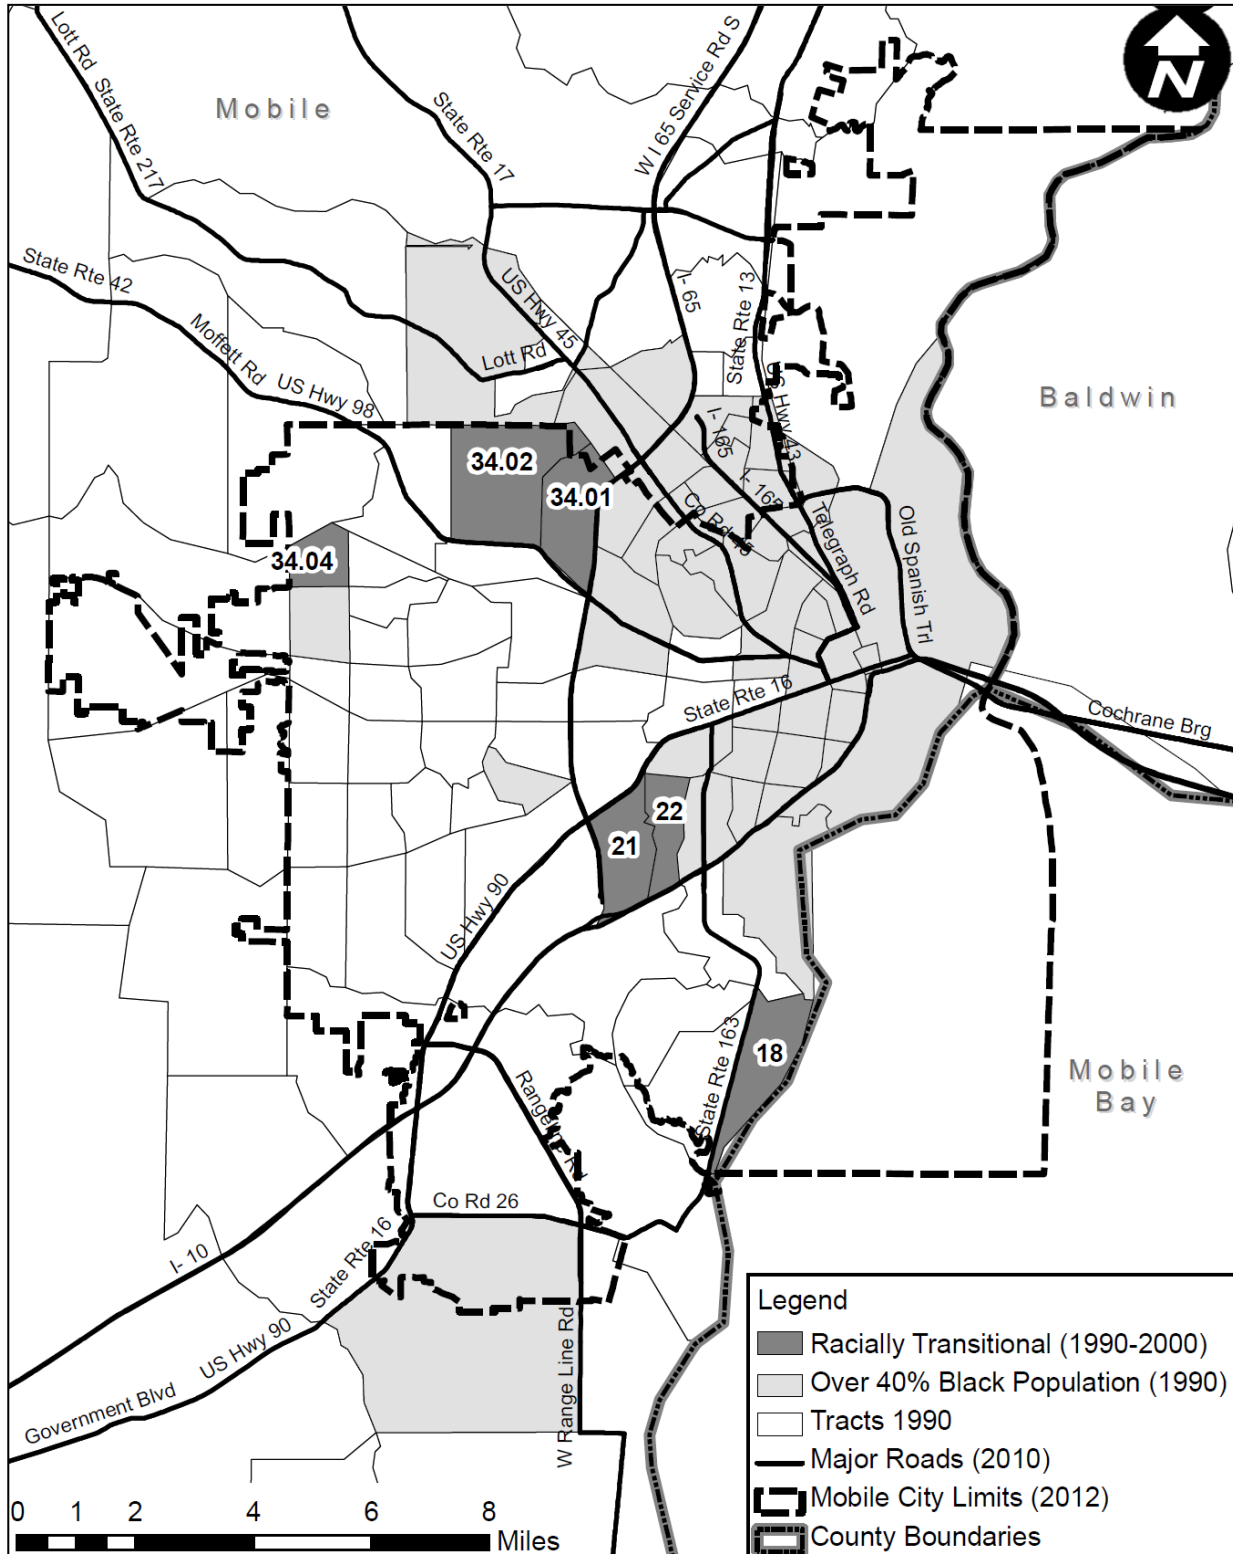 Lott Rd
State Rte 217
Mobile
State Rte 17
W I 65 Service Rd S
N
State Rte 42
Moffett Rd
US Hwy 98
US Hwy 45
Lott Rd
I- 65
State Rte 13
US Hwy 43
Baldwin
I- 165
I- 165
34.02
34.01
34.04
Co Rd 45
Telegraph Rd
Old Spanish Trl
State Rte 16
Cochrane Brg
22
21
US Hwy 90
18
State Rte 163
Mobile
Bay
Rangeline Rd
Co Rd 26
State Rte 16
I- 10
US Hwy 90
Government Blvd
W Range Line Rd
Legend
Racially Transitional (1990-2000)
Over 40% Black Population (1990)
Tracts 1990
Major Roads (2010)
Mobile City Limits (2012)
County Boundaries
0 1 2 4 6 8
Miles